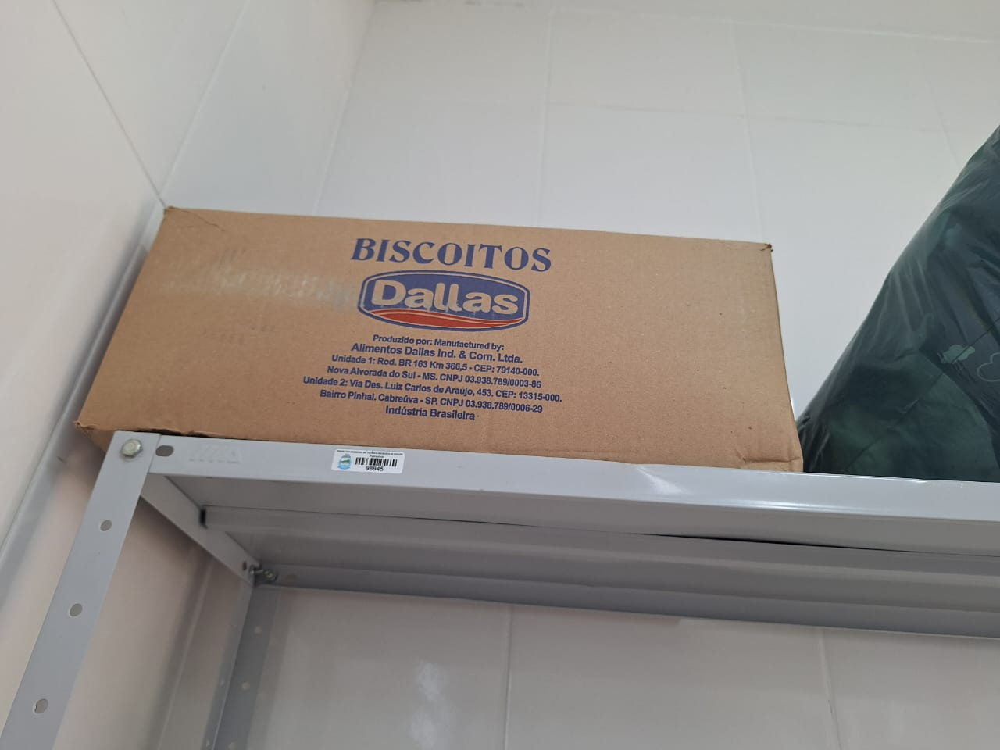 BISCOITOS
Dallas
Produzido por: Manufactured by:
Alimentos Dallas Ind. & Com. Ltda.
Unidade 1: Rod. BR 163 Km 366,5 - CEP: 79140-000.
Nova Alvorada do Sul - MS. CNPJ 03.938.789/0003-86
Unidade 2: Via Des. Luiz Carlos de Araújo, 453. CEP: 13315-000.
Bairro Pinhal. Cabreúva - SP. CNPJ 03.938.789/0006-29
Indústria Brasileira
98945